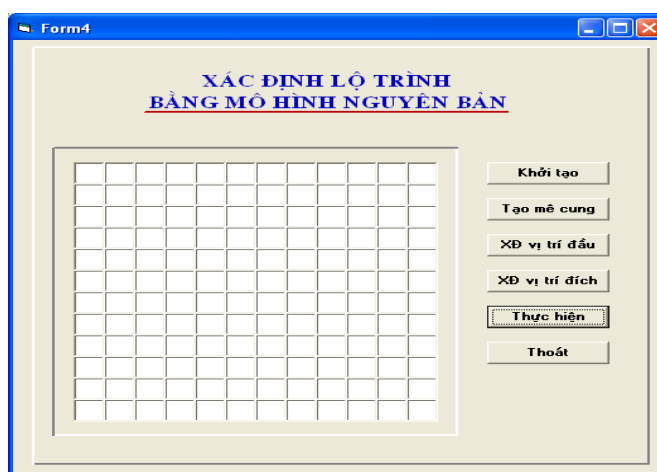 Form4
XÁC ĐỊNH LỘ TRÌNH
BẰNG MÔ HÌNH NGUYÊN BẢN
Khởi tạo
Tạo mê cung
XĐ vị trí đầu
XĐ vị trí đích
Thực hiện
Thoát